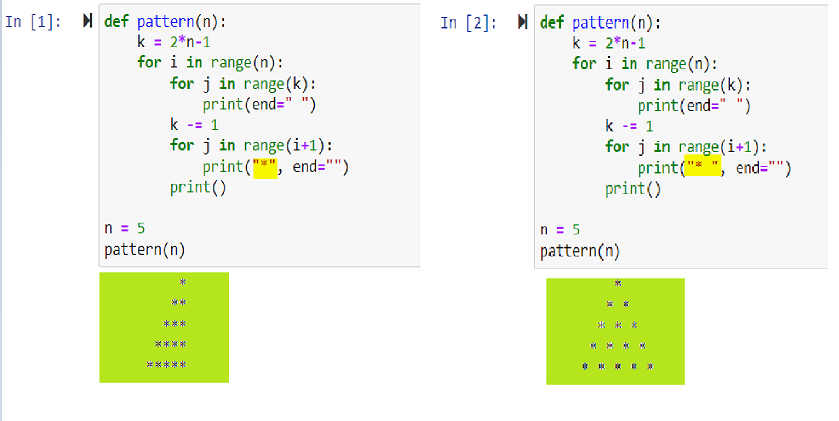 In [1]:
def pattern(n):
k = 2*n-1
for i in range(n):
for j in range(k):
print(end=" ")
k -= 1
for j in range(i+1):
print("*", end="")
print()
n = 5
pattern(n)
*
**
***
****
*****
In [2]:
def pattern(n):
k = 2*n-1
for i in range(n):
for j in range(k):
print(end=" ")
k -= 1
for j in range(i+1):
print("* ", end="")
print()
n = 5
pattern(n)
*
* *
* * *
* * * *
* * * * *